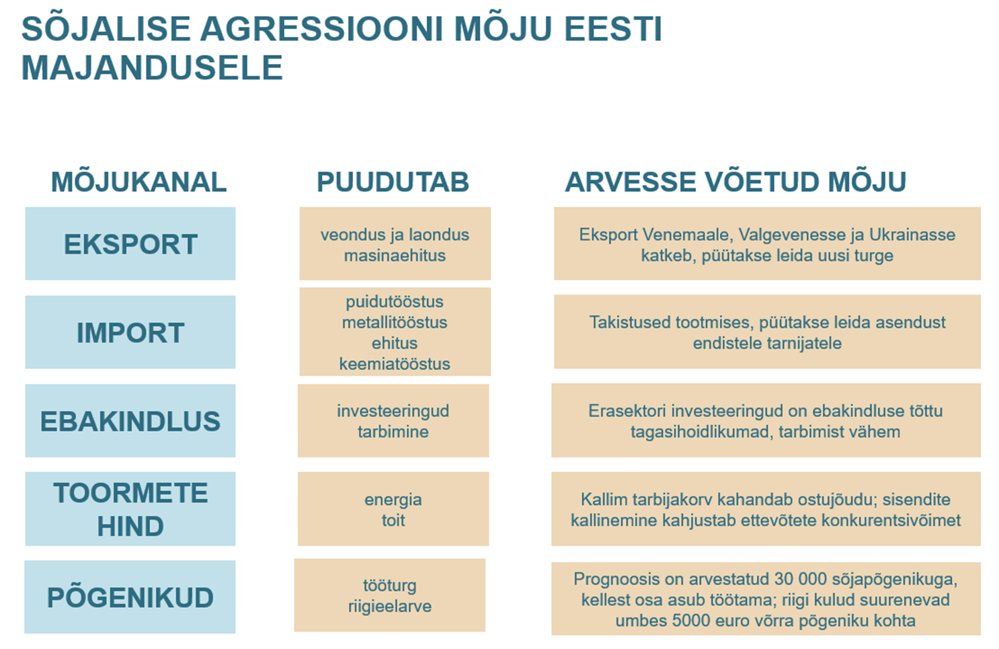 SÕJALISE AGRESSIOONI MÕJU EESTI
MAJANDUSELE
MÕJUKANAL
PUUDUTAB
ARVESSE VÕETUD MÕJU
EKSPORT
veondus ja laondus
masinaehitus
Eksport Venemaale, Valgevenesse ja Ukrainasse
katkeb, püütakse leida uusi turge
IMPORT
puidutööstus
metallitööstus
ehitus
keemiatööstus
Takistused tootmises, püütakse leida asendust
endistele tarnijatele
EBAKINDLUS
investeeringud
tarbimine
Erasektori investeeringud on ebakindluse tõttu
tagasihoidlikumad, tarbimist vähem
TOORMETE
HIND
energia
toit
Kallim tarbijakorv kahandab ostujõudu; sisendite
kallinemine kahjustab ettevõtete konkurentsivõimet
PÕGENIKUD
tööturg
riigieelarve
Prognoosis on arvestatud 30 000 sõjapõgenikuga,
kellest osa asub töötama; riigi kulud suurenevad
umbes 5000 euro võrra põgeniku kohta